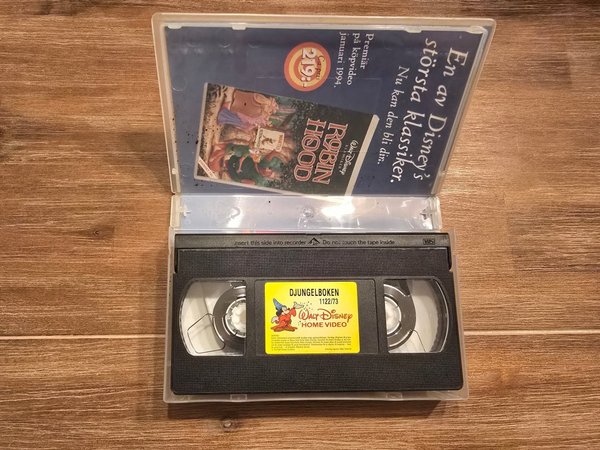 En av Disney's
största klassiker.
Nu kan den bli din.
Premiär
på köpvideo
januari 1994.
219:-
WALT DISNEY
ROBIN
HOOD
Insert this side into recorder
Do not touch the tape inside
VHS
DJUNGELBOKEN
1122/73
WALT DISNEY
HOME VIDEO